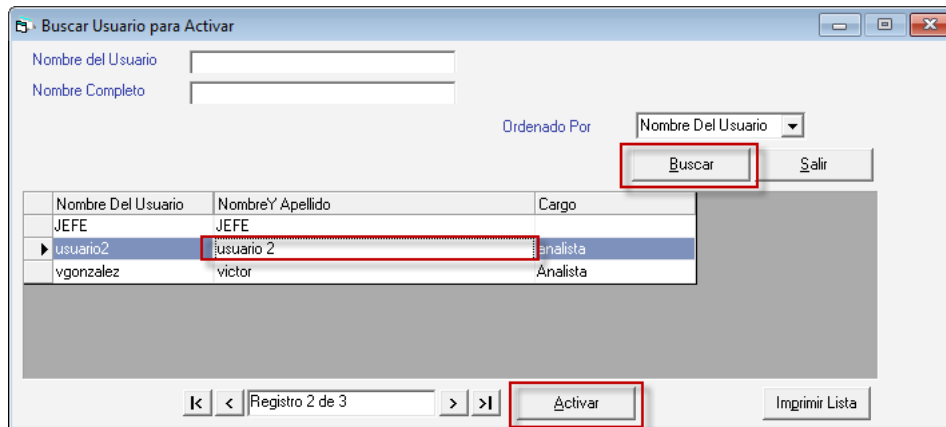 Buscar Usuario para Activar
Nombre del Usuario
Nombre Completo
Ordenado Por Nombre Del Usuario
Buscar Salir
Nombre Del Usuario NombreY Apellido Cargo
JEFE JEFE
usuario2 usuario 2 analista
vgonzalez victor Analista
Registro 2 de 3 Activar Imprimir Lista